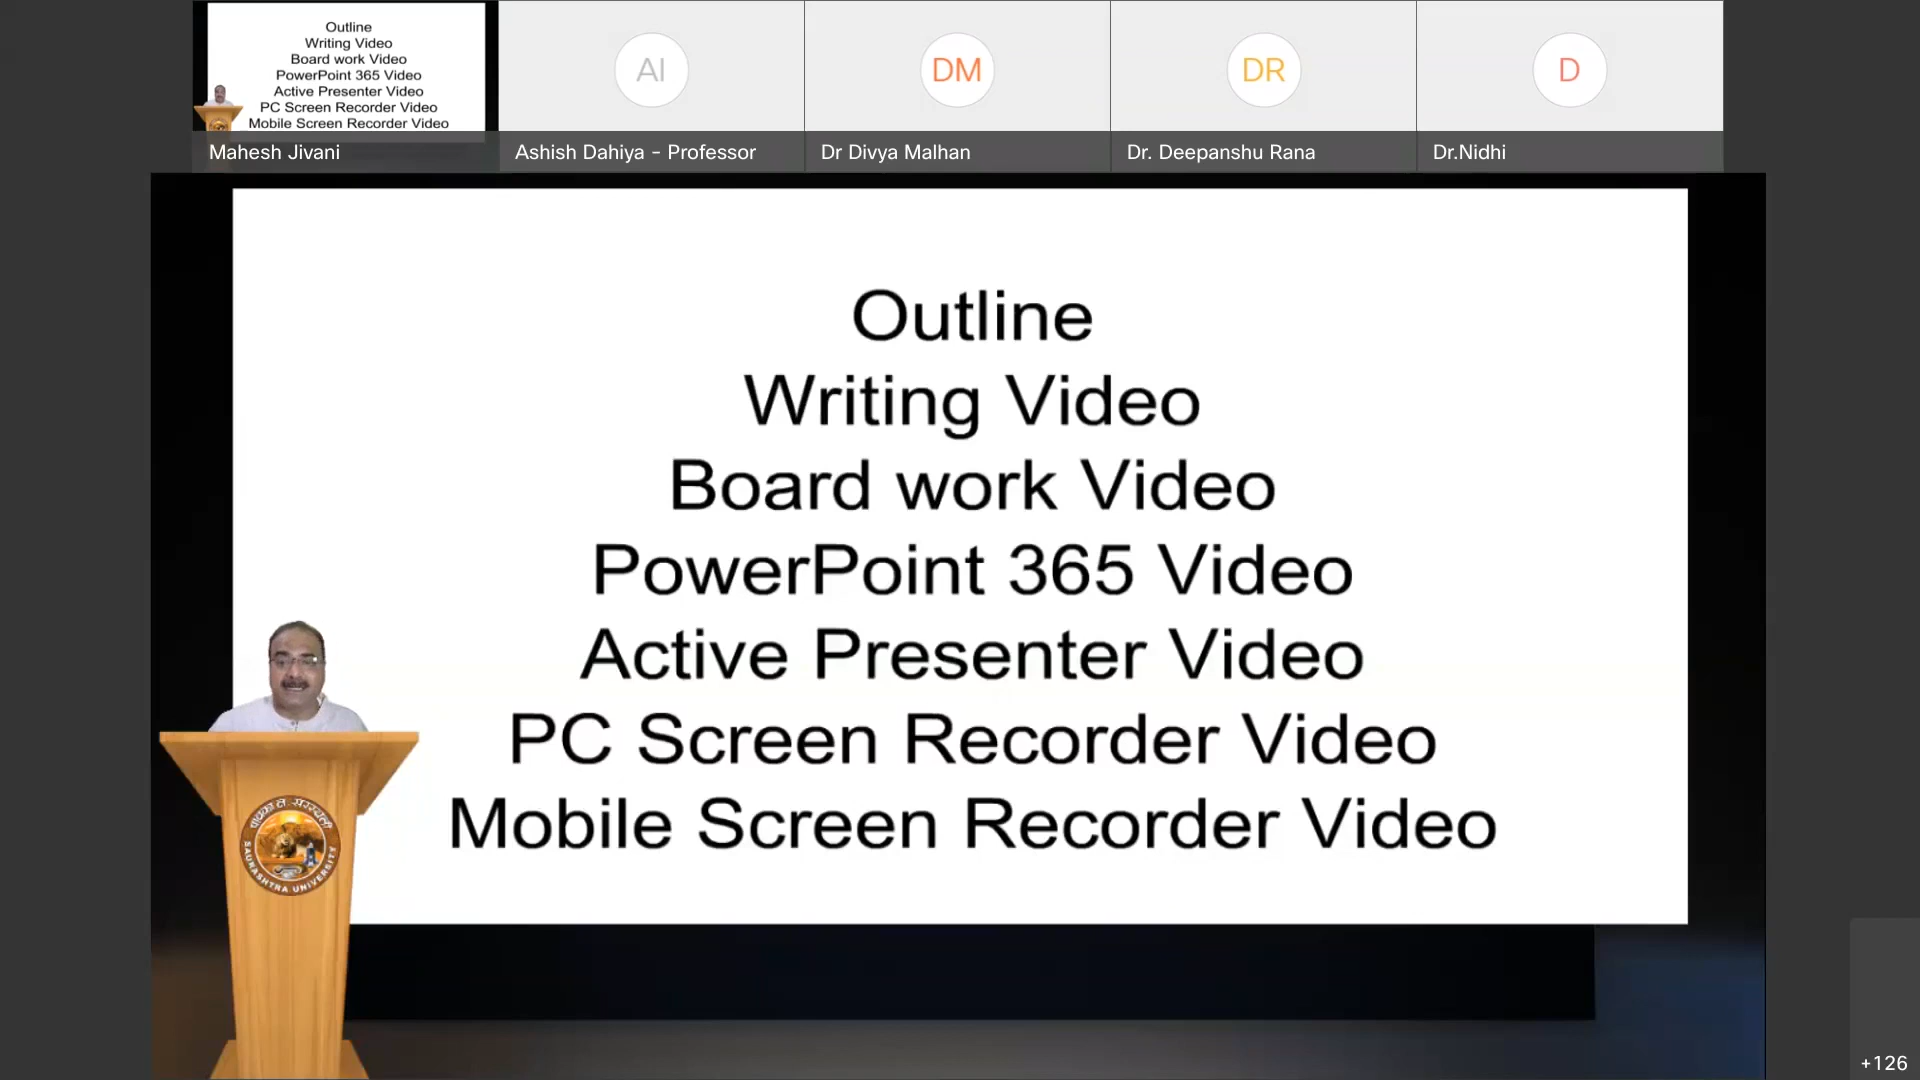 Outline
Writing Video
Board work Video
PowerPoint 365 Video
Active Presenter Video
PC Screen Recorder Video
Mobile Screen Recorder Video
Mahesh Jivani
AI
Ashish Dahiya - Professor
DM
Dr Divya Malhan
DR
Dr. Deepanshu Rana
D
Dr.Nidhi
Outline
Writing Video
Board work Video
PowerPoint 365 Video
Active Presenter Video
PC Screen Recorder Video
Mobile Screen Recorder Video
SAURASHTRA UNIVERSITY
+126